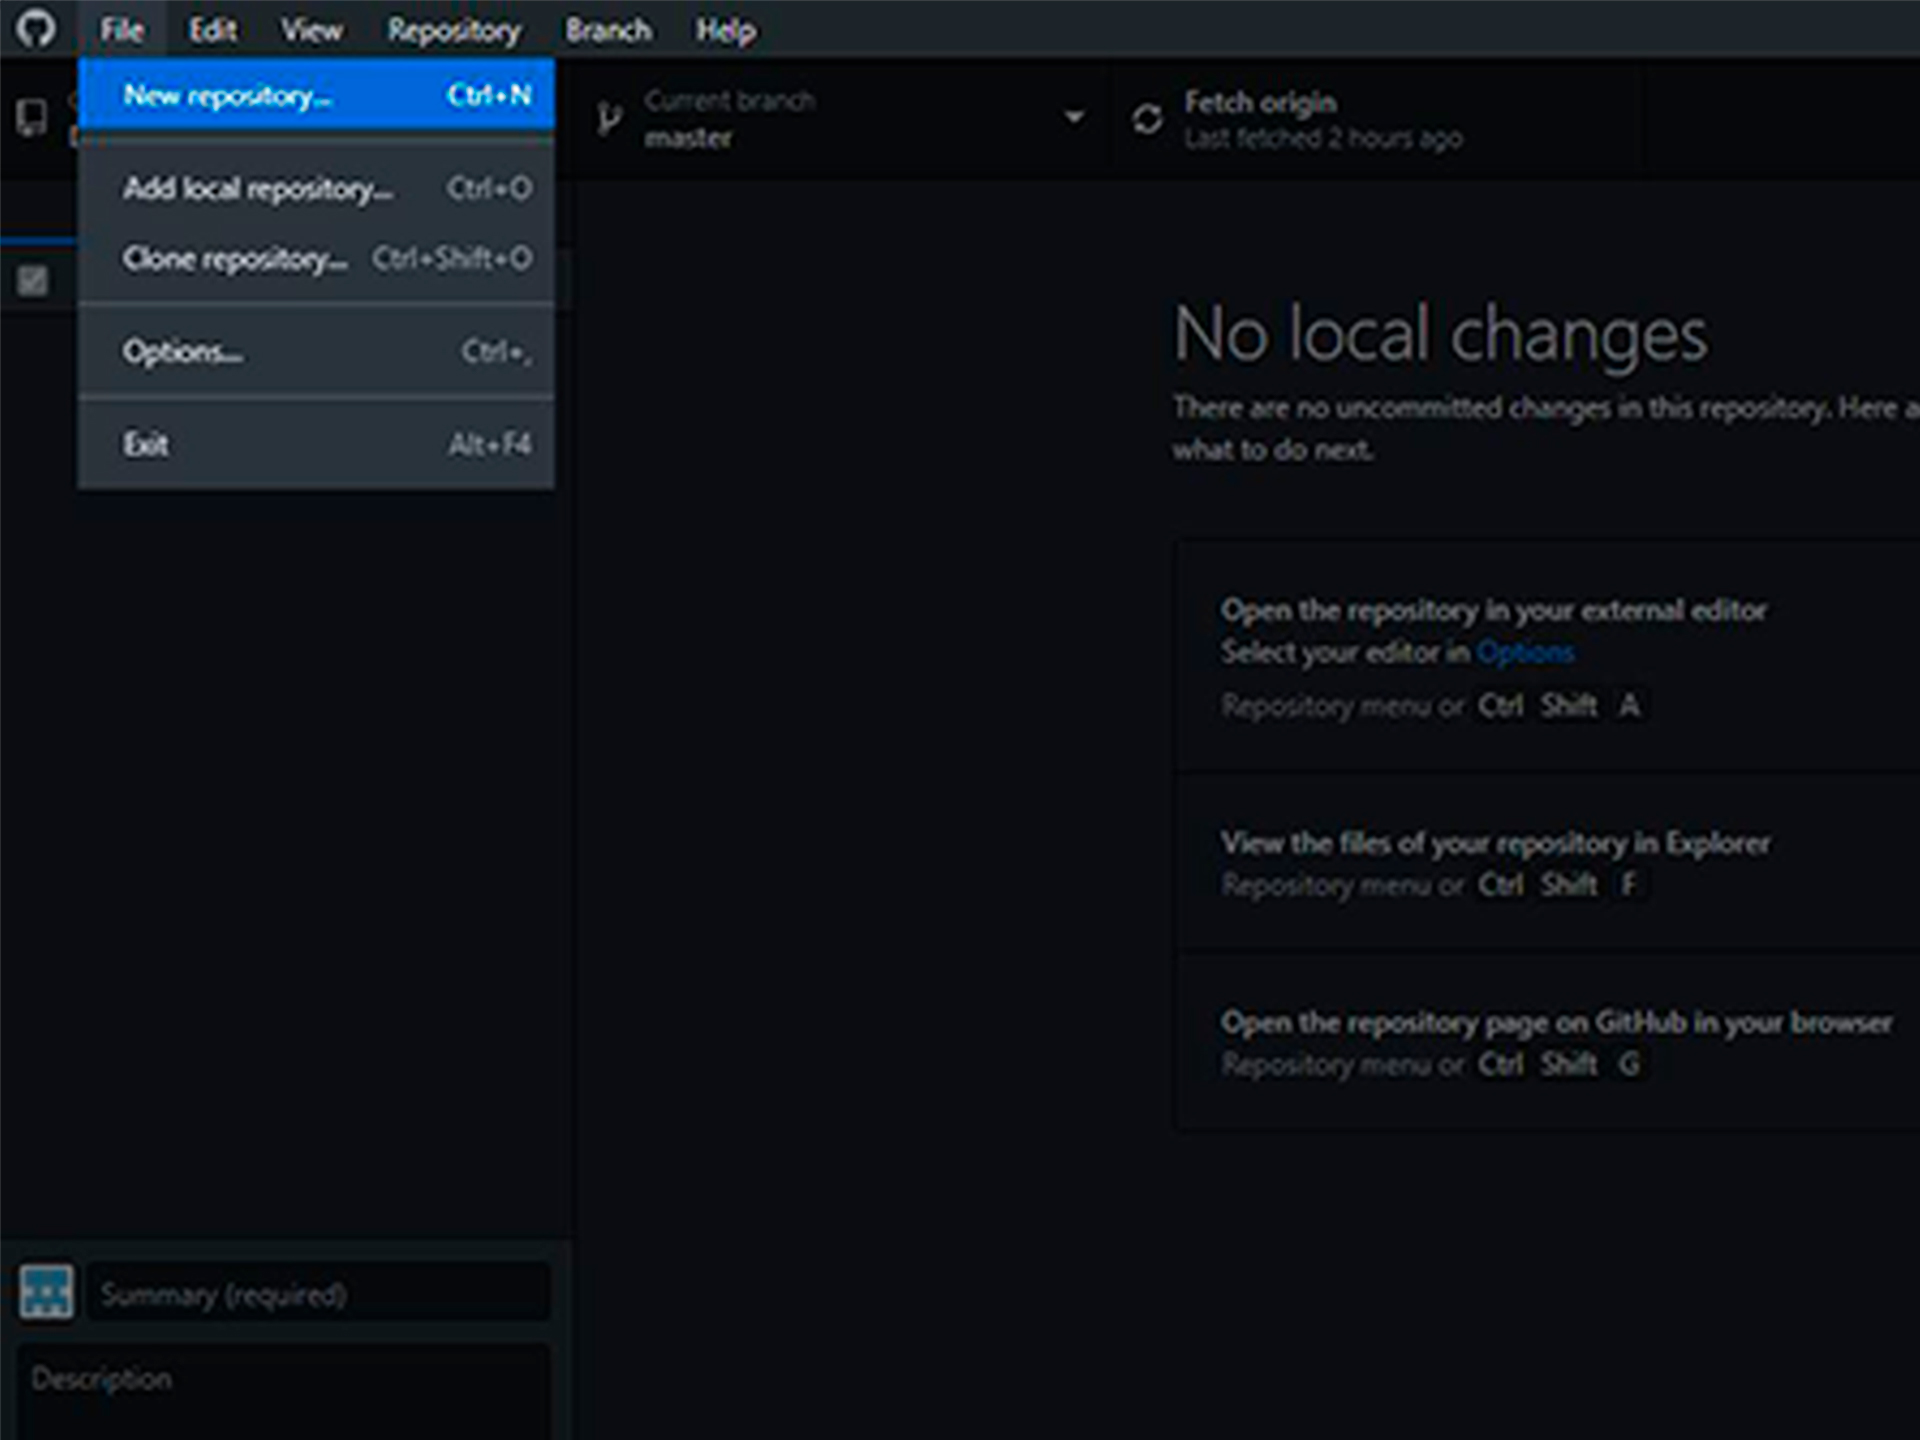 File Edit View Repository Branch Help
New repository... Ctrl+N
Add local repository... Ctrl+O
Clone repository... Ctrl+Shift+O
Options... Ctrl+,
Exit Alt+F4
Current branch
master
Fetch origin
Last fetched 2 hours ago
No local changes
There are no uncommitted changes in this repository. Here
what to do next.
Open the repository in your external editor
Select your editor in Options
Repository menu or Ctrl Shift A
View the files of your repository in Explorer
Repository menu or Ctrl Shift F
Open the repository page on GitHub in your browser
Repository menu or Ctrl Shift G
Summary (required)
Description